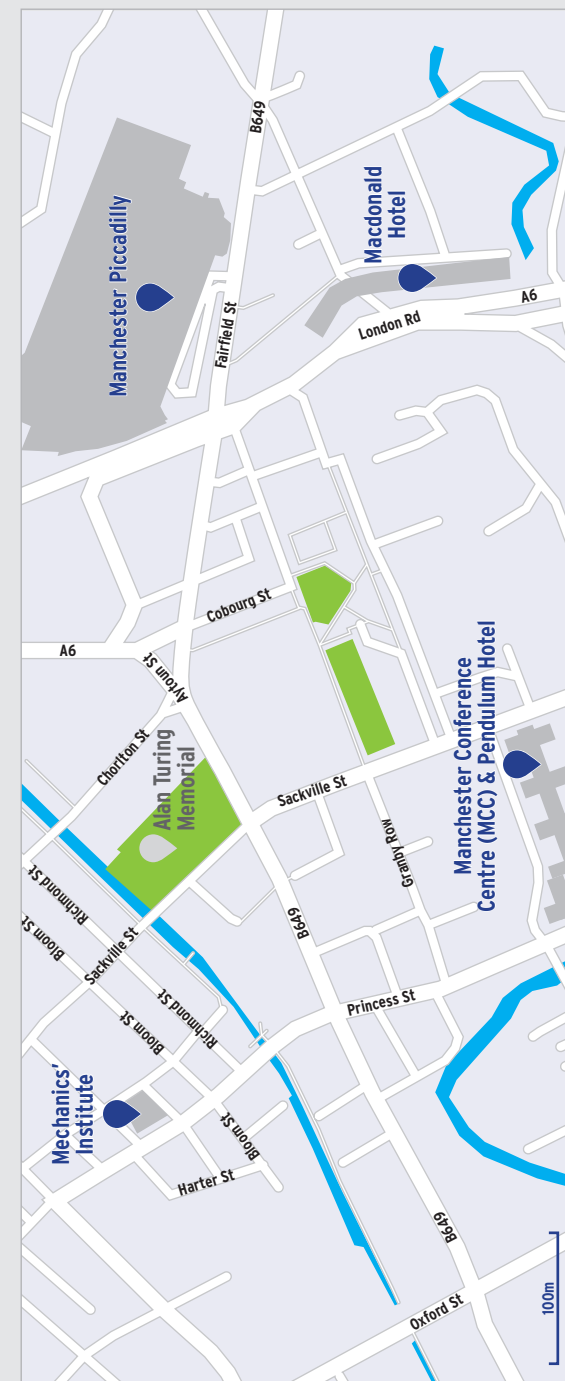 B649
Manchester Piccadilly
Macdonald
Hotel
A6
Fairfield St
London Rd
Cobourg St
A6
Aytoun St
Chorlton St
Alan Turing
Memorial
Sackville St
Manchester Conference
Centre (MCC) & Pendulum Hotel
Granby Row
Richmond St
Bloom St
Sackville St
B649
Princess St
Richmond St
Bloom St
Mechanics'
Institute
Bloom St
Harter St
B649
Oxford St
100m